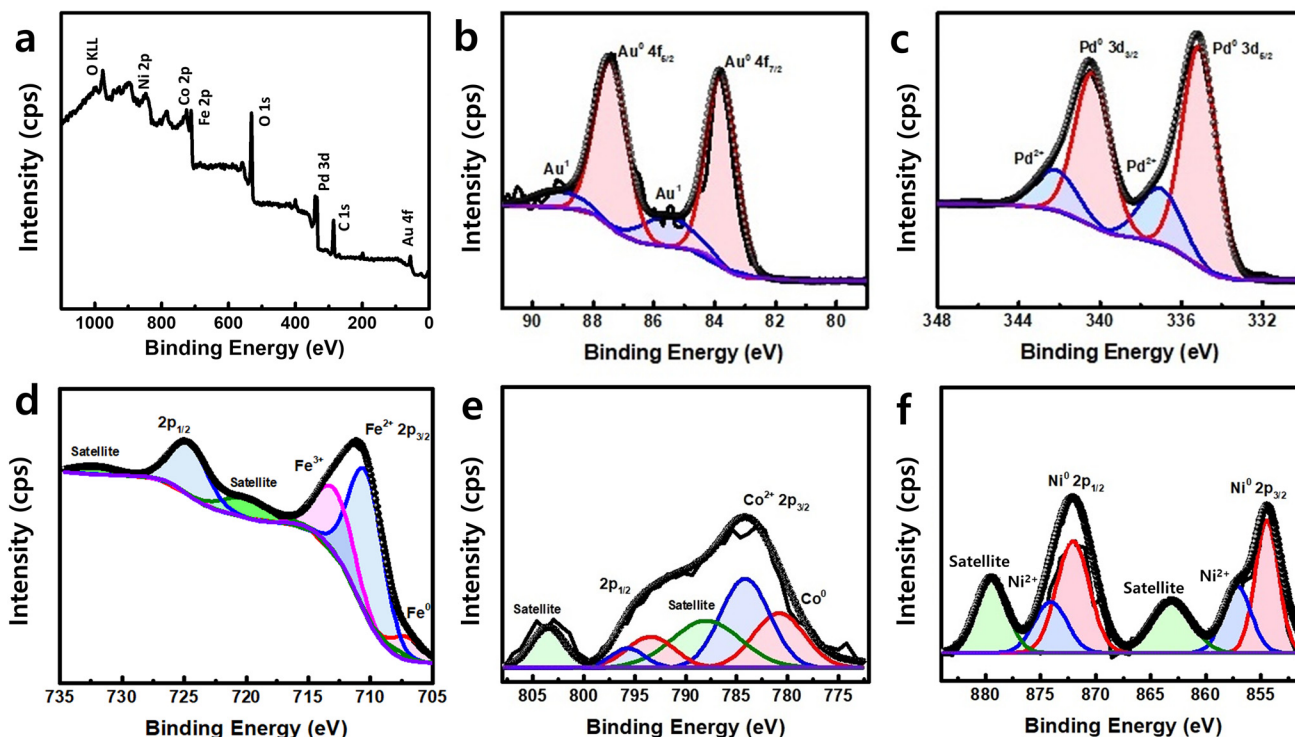 a
Intensity (cps)
O KLL
Ni 2p
Co 2p
Fe 2p
O 1s
Pd 3d
C 1s
Au 4f
1000 800 600 400 200 0
Binding Energy (eV)
b
Intensity (cps)
Au⁰ 4f₅/₂
Au⁰ 4f₇/₂
Au¹
Au¹
90 88 86 84 82 80
Binding Energy (eV)
c
Intensity (cps)
Pd⁰ 3d₃/₂
Pd⁰ 3d₅/₂
Pd²⁺
Pd²⁺
348 344 340 336 332
Binding Energy (eV)
d
Intensity (cps)
Satellite
2p₁/₂
Satellite
Fe³⁺
Fe²⁺ 2p₃/₂
Fe⁰
735 730 725 720 715 710 705
Binding Energy (eV)
e
Intensity (cps)
Satellite
2p₁/₂
Satellite
Co²⁺ 2p₃/₂
Co⁰
805 800 795 790 785 780 775
Binding Energy (eV)
f
Intensity (cps)
Satellite
Ni²⁺
Ni⁰ 2p₁/₂
Satellite
Ni²⁺
Ni⁰ 2p₃/₂
880 875 870 865 860 855
Binding Energy (eV)